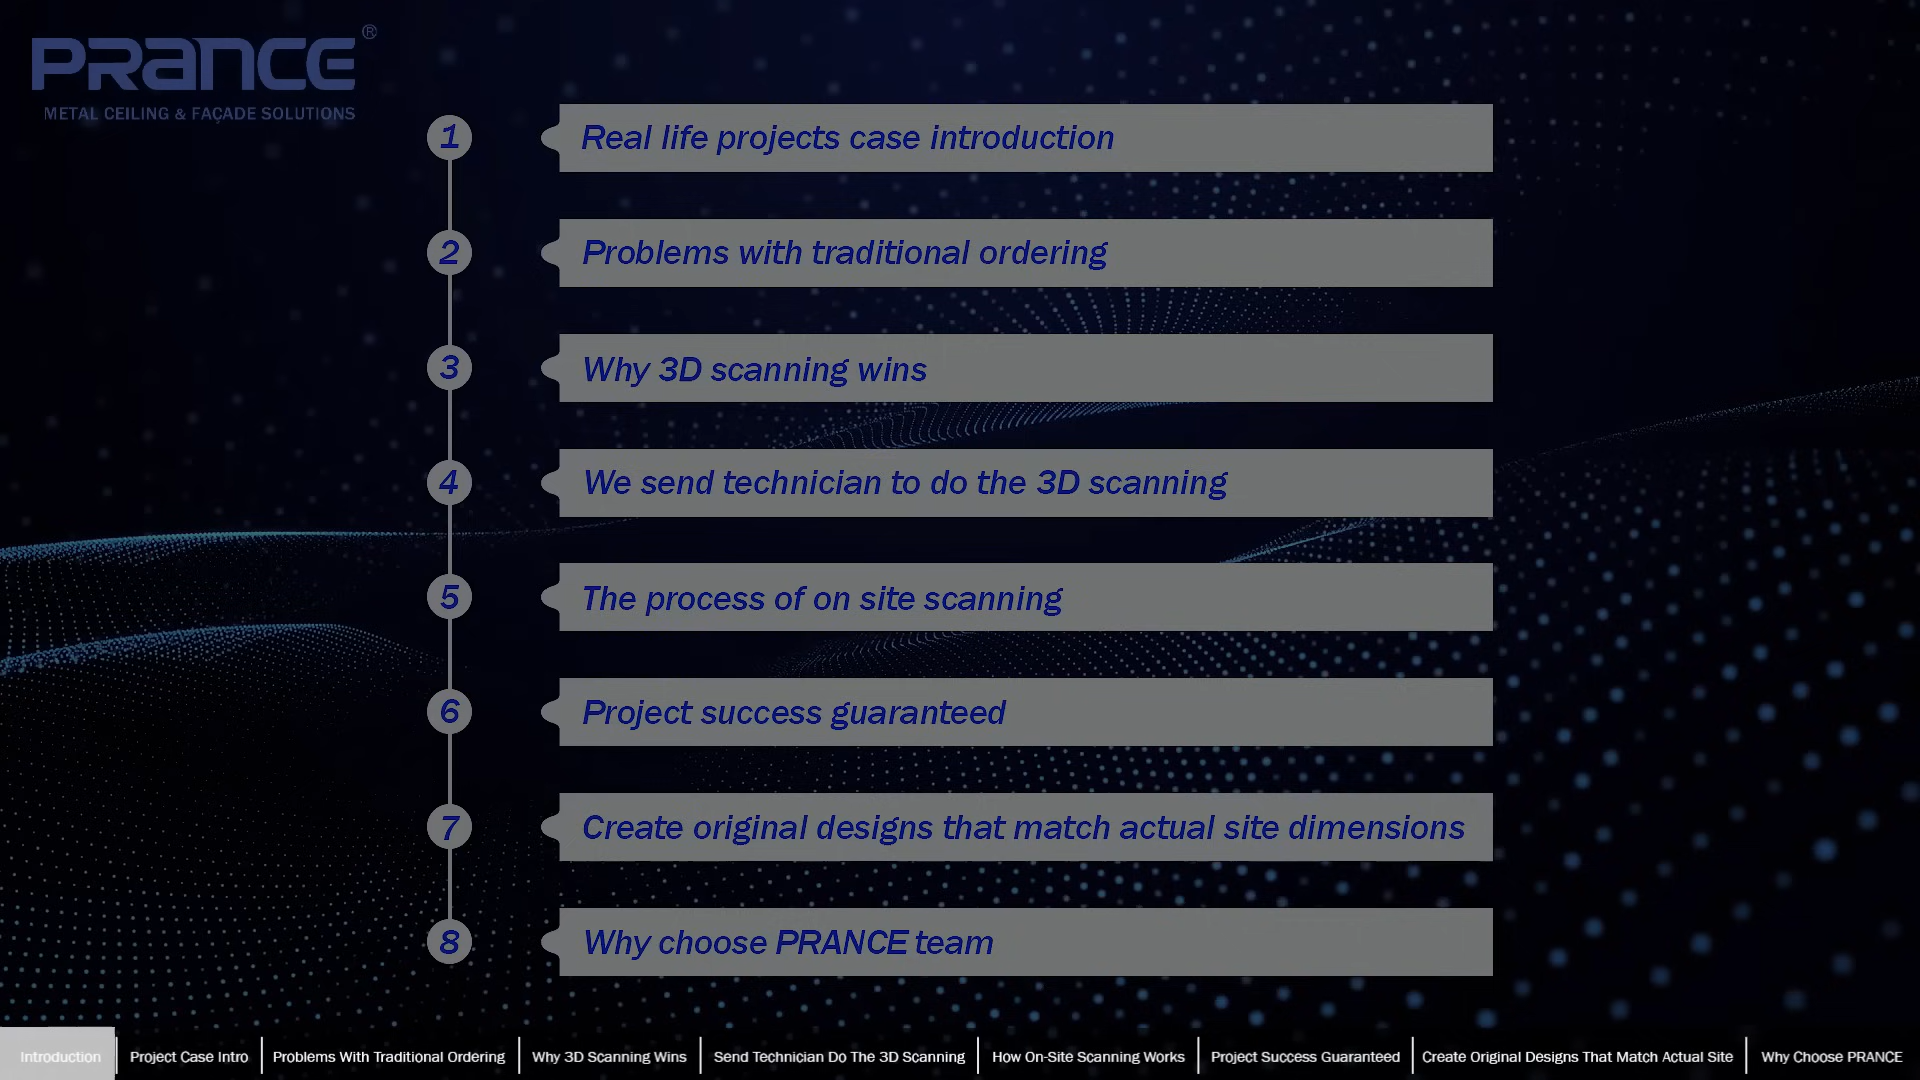 PRANCE ®
METAL CEILING & FAÇADE SOLUTIONS
1 Real life projects case introduction
2 Problems with traditional ordering
3 Why 3D scanning wins
4 We send technician to do the 3D scanning
5 The process of on site scanning
6 Project success guaranteed
7 Create original designs that match actual site dimensions
8 Why choose PRANCE team
Introduction Project Case Intro Problems With Traditional Ordering Why 3D Scanning Wins Send Technician Do The 3D Scanning How On-Site Scanning Works Project Success Guaranteed Create Original Designs That Match Actual Site Why Choose PRANCE